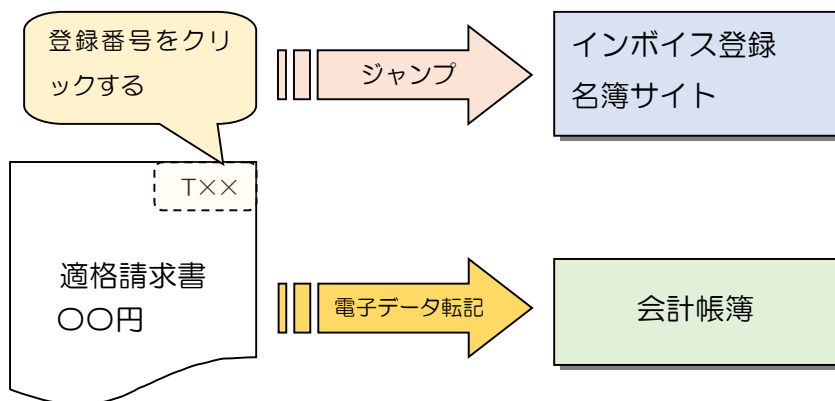 登録番号をクリ
ックする
ジャンプ
インボイス登録
名簿サイト
T××
適格請求書
〇〇円
電子データ転記
会計帳簿